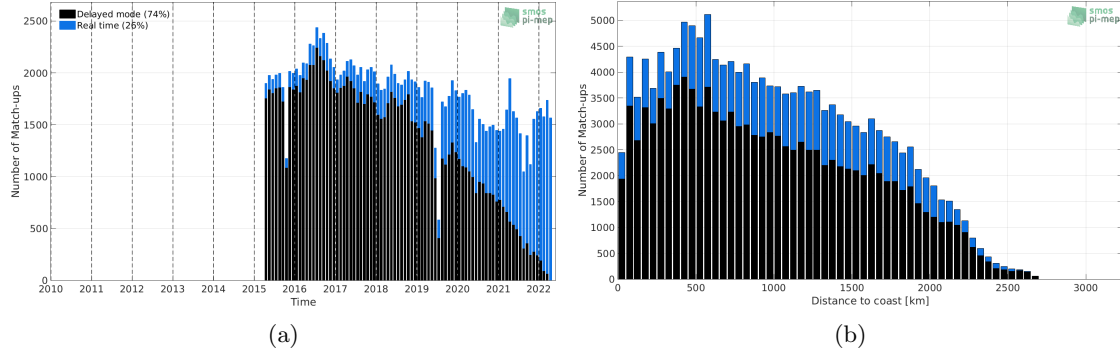 Delayed mode (74%)
Real time (26%)
smos
pi-mep
2500
2000
1500
1000
500
0
Number of Match-ups
2010 2011 2012 2013 2014 2015 2016 2017 2018 2019 2020 2021 2022
Time
(a)
smos
pi-mep
5000
4500
4000
3500
3000
2500
2000
1500
1000
500
0
Number of Match-ups
0 500 1000 1500 2000 2500 3000
Distance to coast [km]
(b)